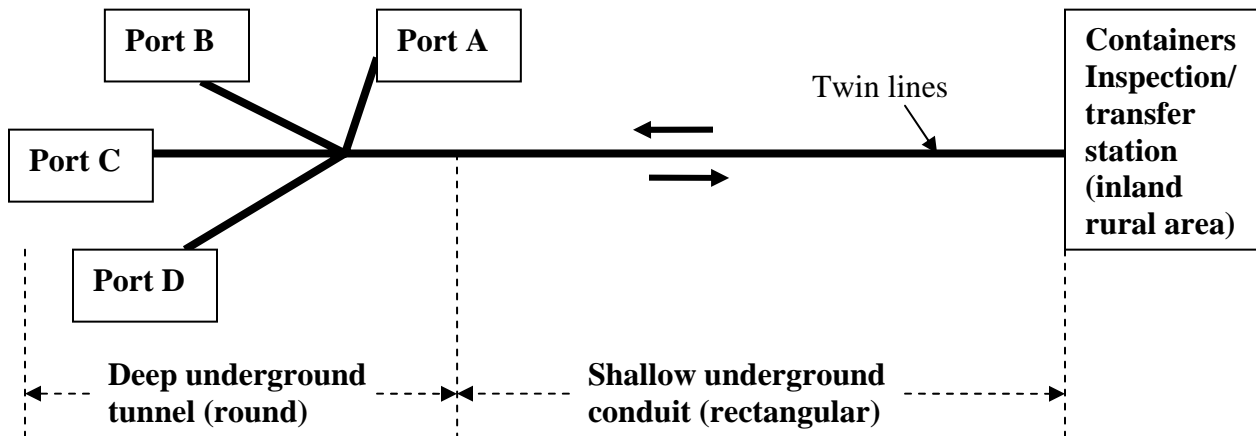 Port B
Port A
Containers
Inspection/
transfer
station
(inland
rural area)
Twin lines
Port C
Port D
Deep underground
tunnel (round)
Shallow underground
conduit (rectangular)